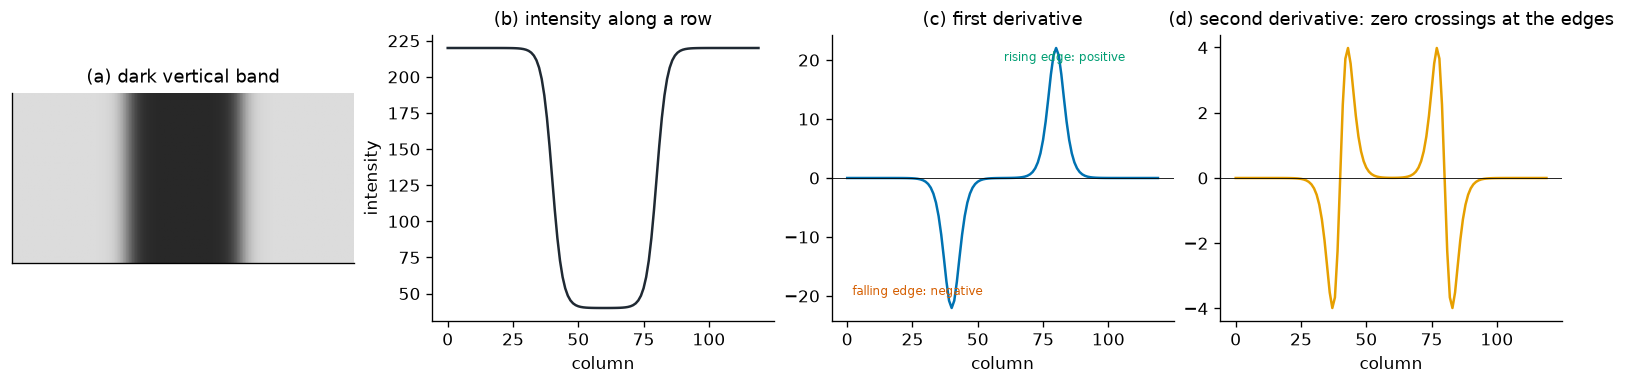 (a) dark vertical band
(b) intensity along a row
intensity
225
200
175
150
125
100
75
50
0 25 50 75 100
column
(c) first derivative
rising edge: positive
falling edge: negative
20
10
0
−10
−20
0 25 50 75 100
column
(d) second derivative: zero crossings at the edges
4
2
0
−2
−4
0 25 50 75 100
column